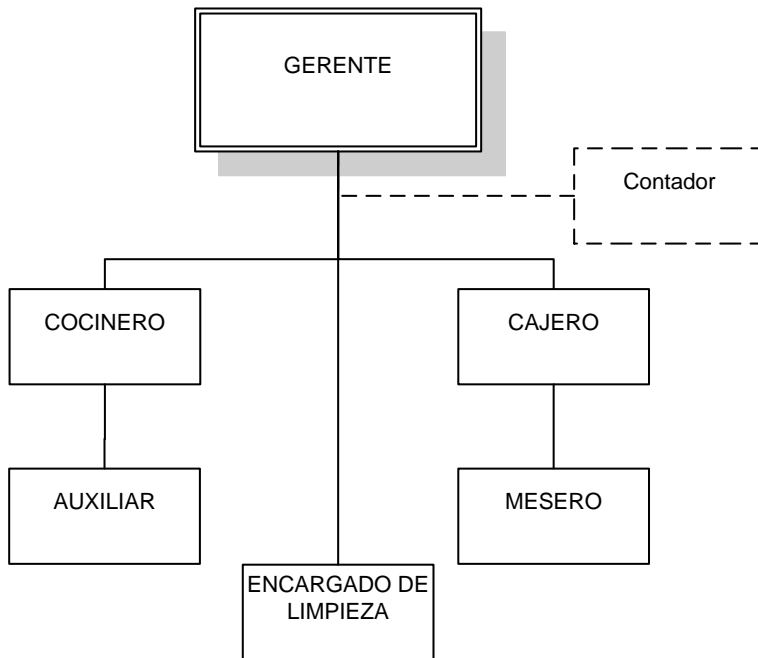 GERENTE
Contador
COCINERO
CAJERO
AUXILIAR
MESERO
ENCARGADO DE
LIMPIEZA